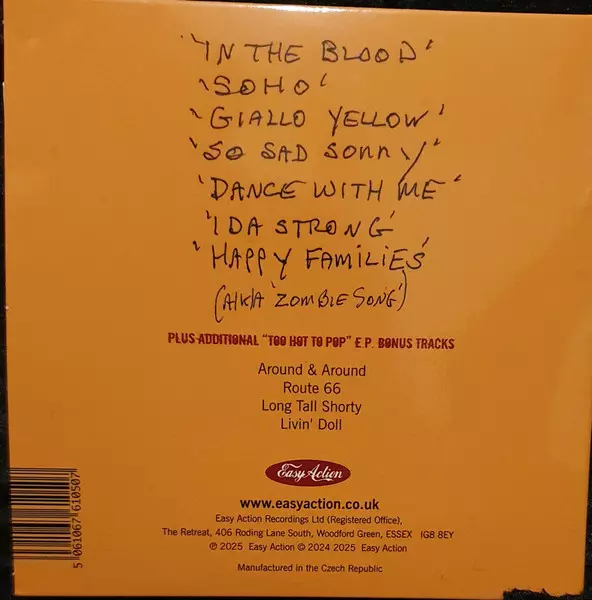 'IN THE BLOOD'
'SOHO'
'GIALLO YELLOW'
'SO SAD SONNY'
'DANCE WITH ME'
'IDA STRONG'
'HAPPY FAMILIES'
(A/K/A 'ZOMBIE SONG')
PLUS ADDITIONAL "TOO HOT TO POP" E.P. BONUS TRACKS
Around & Around
Route 66
Long Tall Shorty
Livin' Doll
Easy Action
www.easyaction.co.uk
Easy Action Recordings Ltd (Registered Office),
The Retreat, 406 Roding Lane South, Woodford Green, ESSEX IG8 8EY
℗ 2025 Easy Action © 2024 2025 Easy Action
Manufactured in the Czech Republic
5 061067 610507